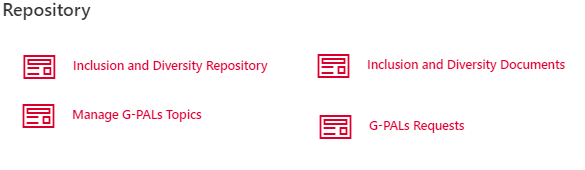 Repository
Inclusion and Diversity Repository
Inclusion and Diversity Documents
Manage G-PALs Topics
G-PALs Requests